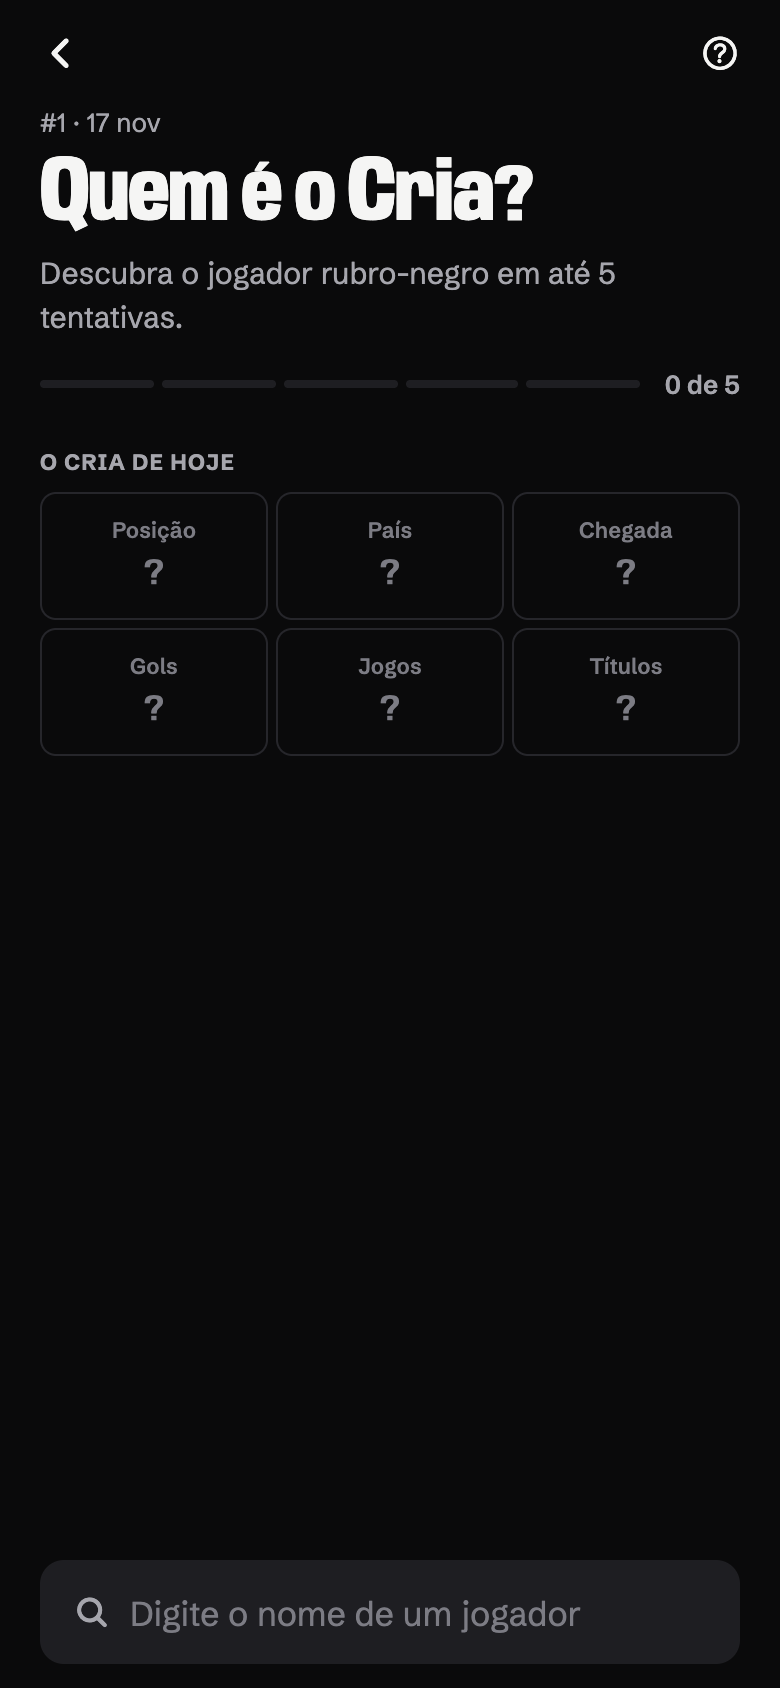 #1 · 17 nov
Quem é o Cria?
Descubra o jogador rubro-negro em até 5
tentativas.
0 de 5
O CRIA DE HOJE
Posição
País
Chegada
?
?
?
Gols
Jogos
Títulos
?
?
?
Digite o nome de um jogador